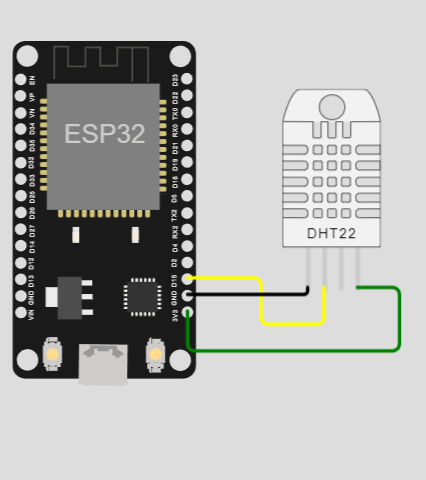 EN
VP
VN
D34
D35
D32
D33
D25
D26
D27
D14
D12
D13
GND
VIN
ESP32
D23
D22
TX0
RX0
D21
D19
D18
D5
TX2
RX2
D4
D2
D15
GND
3V3
DHT22